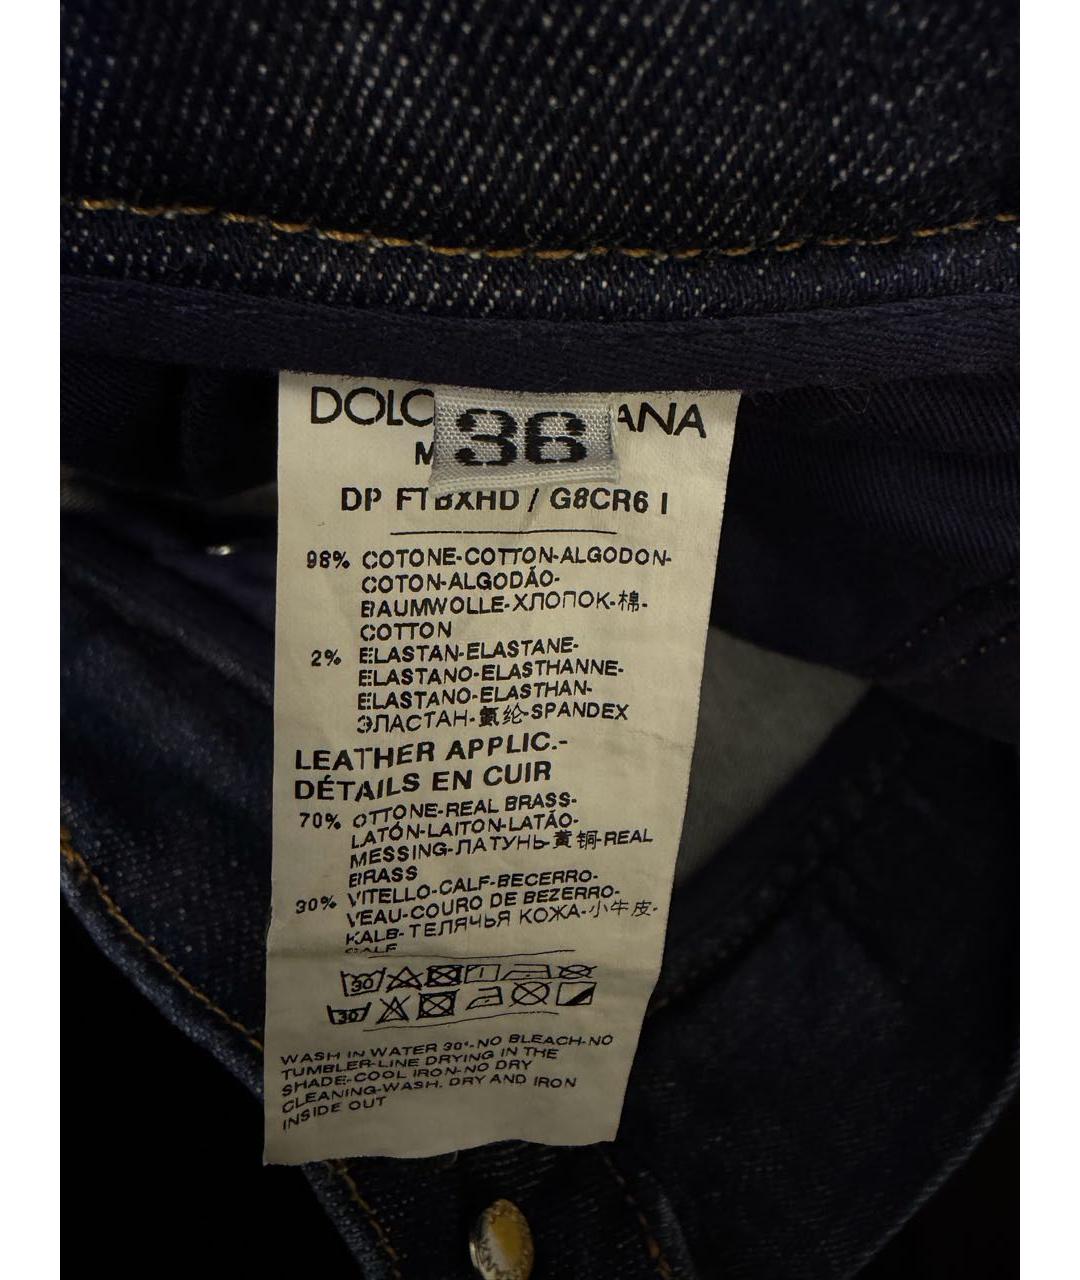 DOLC 36 ANA
M
DP FTBXHD / G8CR6 I
98% COTONE-COTTON-ALGODON-
COTON-ALGODÃO-
BAUMWOLLE-ХЛОПОК-棉-
COTTON
2% ELASTAN-ELASTANE-
ELASTANO-ELASTHANNE-
ELASTANO-ELASTHAN-
ЭЛАСТАН-氨纶-SPANDEX
LEATHER APPLIC.-
DÉTAILS EN CUIR
70% OTTONE-REAL BRASS-
LATÓN-LAITON-LATÃO-
MESSING-ЛАТУНЬ-黄铜-REAL
BRASS
30% VITELLO-CALF-BECERRO-
VEAU-COURO DE BEZERRO-
KALB-ТЕЛЯЧЬЯ КОЖА-小牛皮-
CALF
30
30
WASH IN WATER 30°-NO BLEACH-NO
TUMBLER-LINE DRYING IN THE
SHADE-COOL IRON-NO DRY
CLEANING-WASH, DRY AND IRON
INSIDE OUT